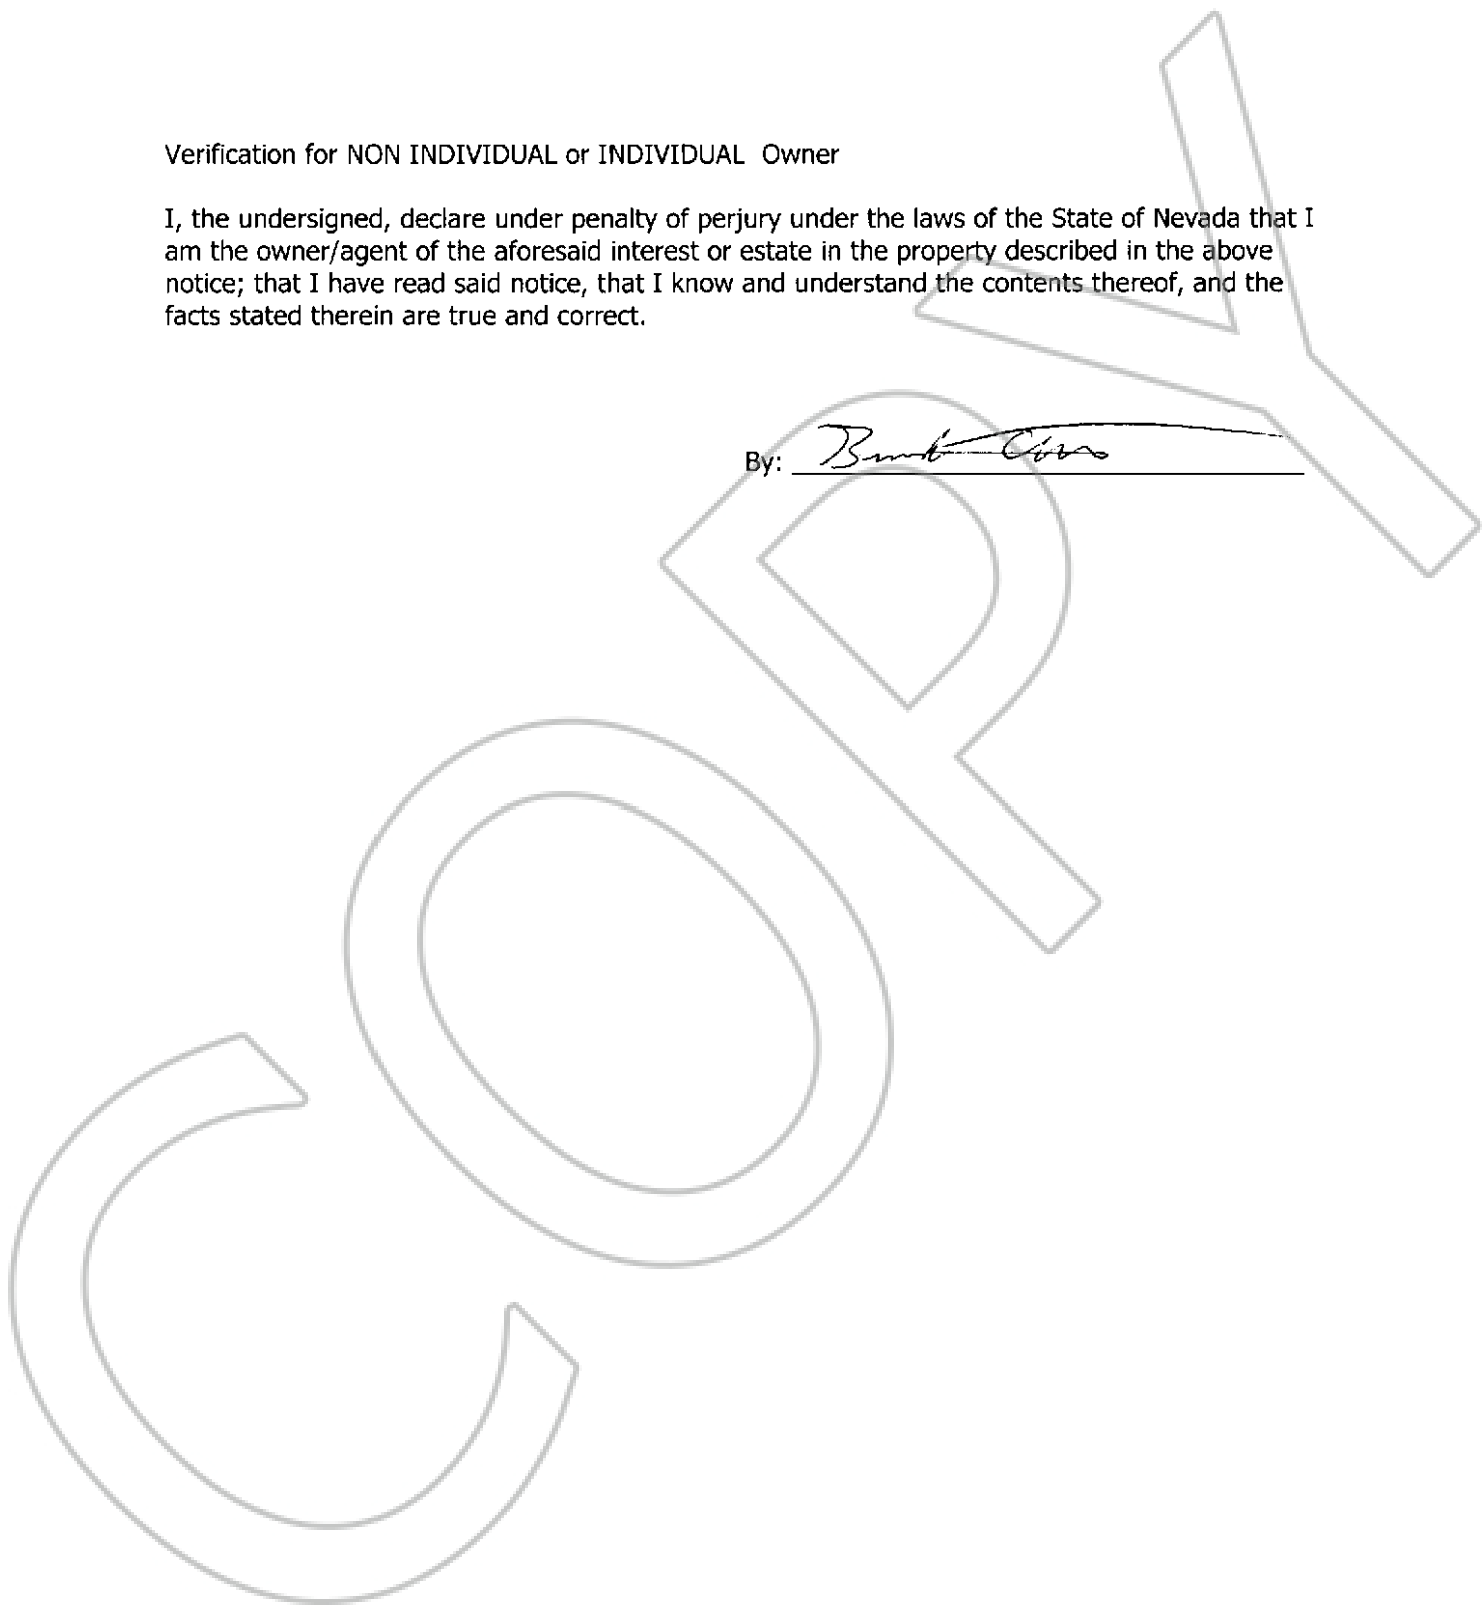 Verification for NON INDIVIDUAL or INDIVIDUAL  Owner
I, the undersigned, declare under penalty of perjury under the laws of the State of Nevada that I
am the owner/agent of the aforesaid interest or estate in the property described in the above
notice; that I have read said notice, that I know and understand the contents thereof, and the
facts stated therein are true and correct.
By:
COPY